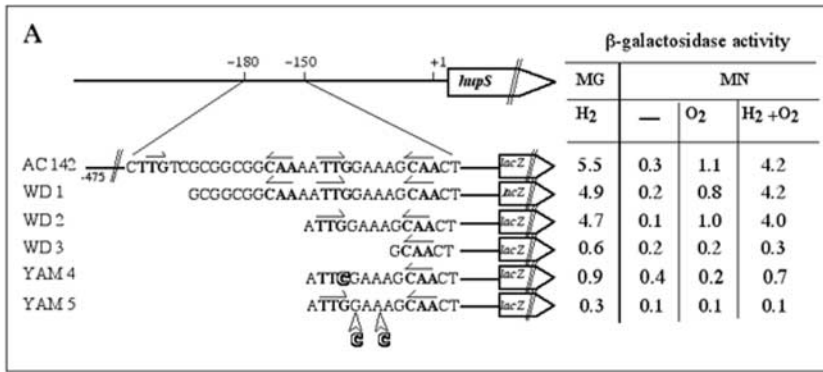 A
β-galactosidase activity
−180 −150 +1 hupS MG MN
H2 — O2 H2 +O2
AC142 -475 CTTGTCGCGGCGGCAAAATTGGAAAGCAACT lacZ 5.5 0.3 1.1 4.2
WD 1 GCGGCGGCAAAATTGGAAAGCAACT lacZ 4.9 0.2 0.8 4.2
WD 2 ATTGGAAAGCAACT lacZ 4.7 0.1 1.0 4.0
WD 3 GCAACT lacZ 0.6 0.2 0.2 0.3
YAM 4 ATTCGAAAGCAACT lacZ 0.9 0.4 0.2 0.7
YAM 5 ATTGGAAAGCAACT lacZ 0.3 0.1 0.1 0.1
C C